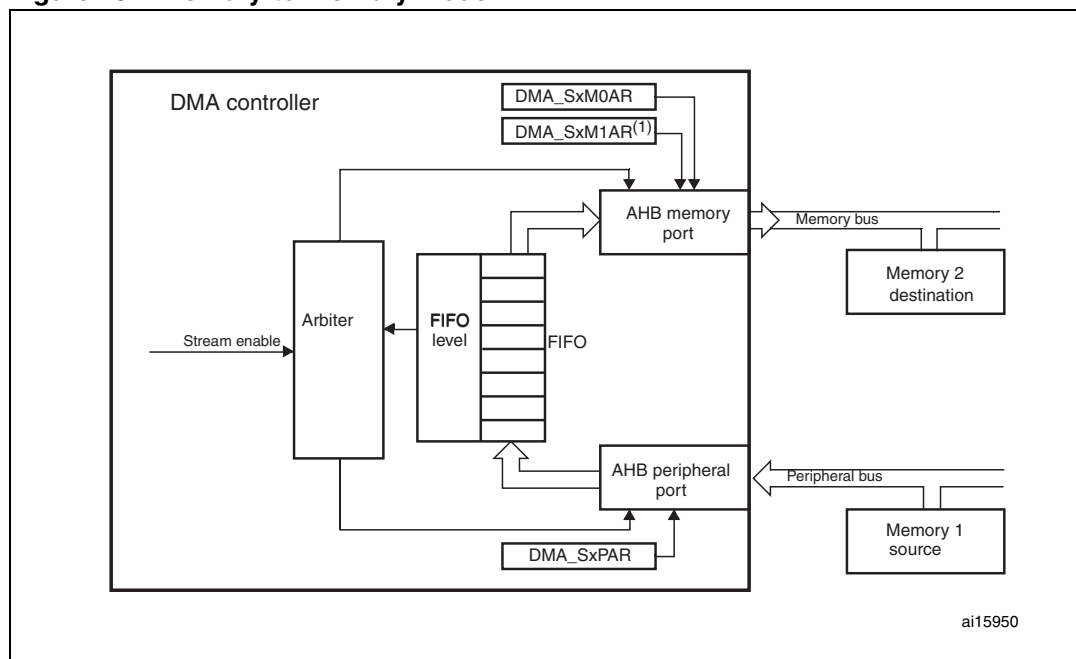 DMA controller
DMA_SxM0AR
DMA_SxM1AR(1)
AHB memory
port
Memory bus
Memory 2
destination
Arbiter
FIFO
level
FIFO
Stream enable
AHB peripheral
port
Peripheral bus
Memory 1
source
DMA_SxPAR
ai15950